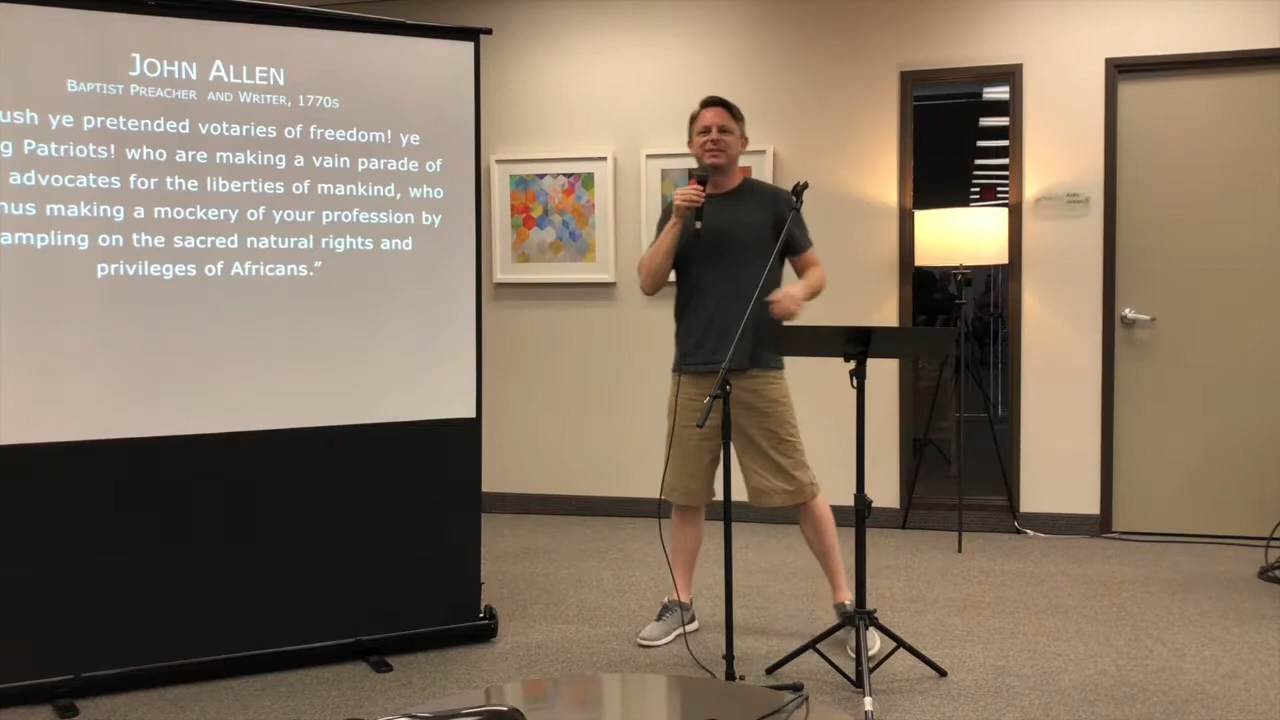 JOHN ALLEN
BAPTIST PREACHER AND WRITER, 1770S
ush ye pretended votaries of freedom! ye
g Patriots! who are making a vain parade of
advocates for the liberties of mankind, who
hus making a mockery of your profession by
ampling on the sacred natural rights and
privileges of Africans.”